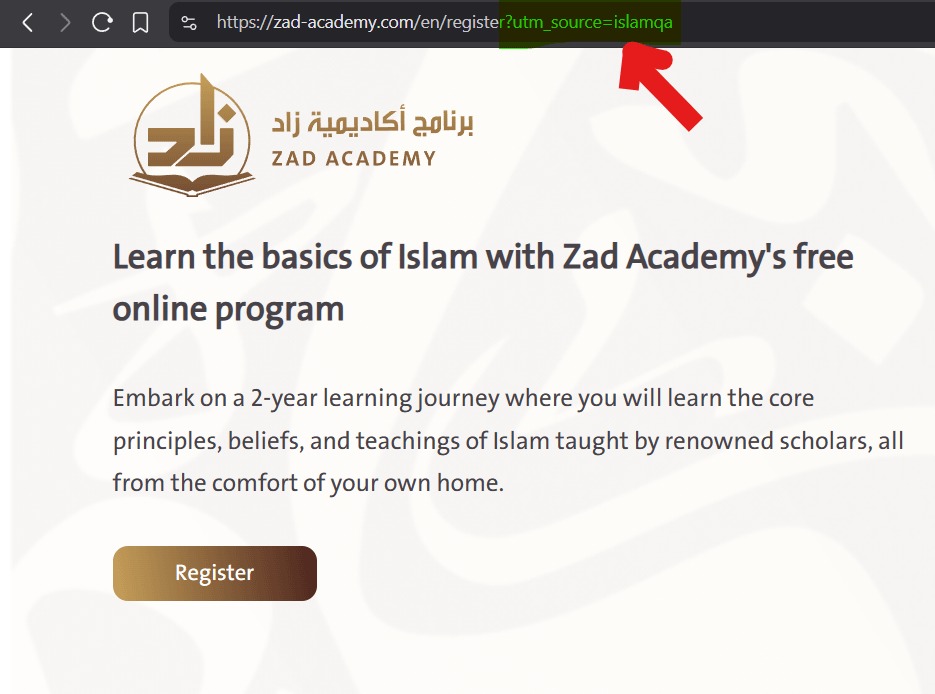 https://zad-academy.com/en/register?utm_source=islamqa
برنامج أكاديمية زاد
ZAD ACADEMY
Learn the basics of Islam with Zad Academy's free
online program
Embark on a 2-year learning journey where you will learn the core
principles, beliefs, and teachings of Islam taught by renowned scholars, all
from the comfort of your own home.
Register